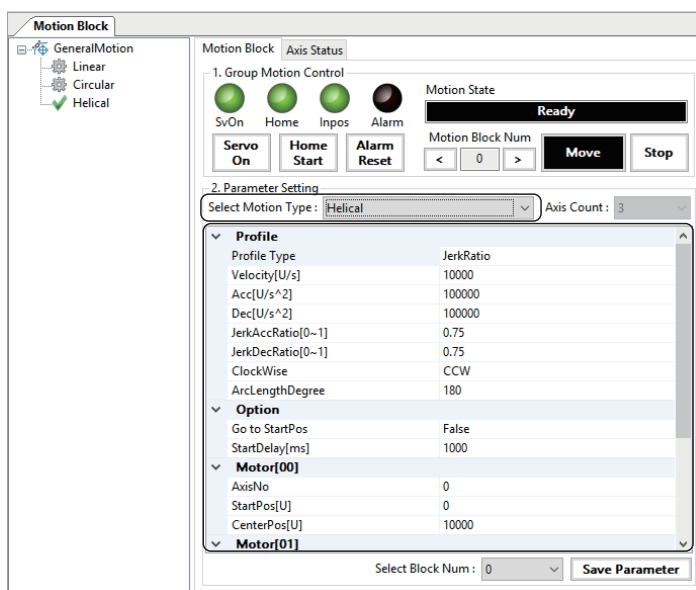 Motion Block
GeneralMotion
Linear
Circular
Helical
Motion Block Axis Status
1. Group Motion Control
SvOn Home Inpos Alarm
Motion State
Ready
Servo On
Home Start
Alarm Reset
Motion Block Num
< 0 >
Move
Stop
2. Parameter Setting
Select Motion Type : Helical
Axis Count : 3
Profile
Profile Type JerkRatio
Velocity[U/s] 10000
Acc[U/s^2] 100000
Dec[U/s^2] 100000
JerkAccRatio[0~1] 0.75
JerkDecRatio[0~1] 0.75
ClockWise CCW
ArcLengthDegree 180
Option
Go to StartPos False
StartDelay[ms] 1000
Motor[00]
AxisNo 0
StartPos[U] 0
CenterPos[U] 10000
Motor[01]
Select Block Num : 0
Save Parameter